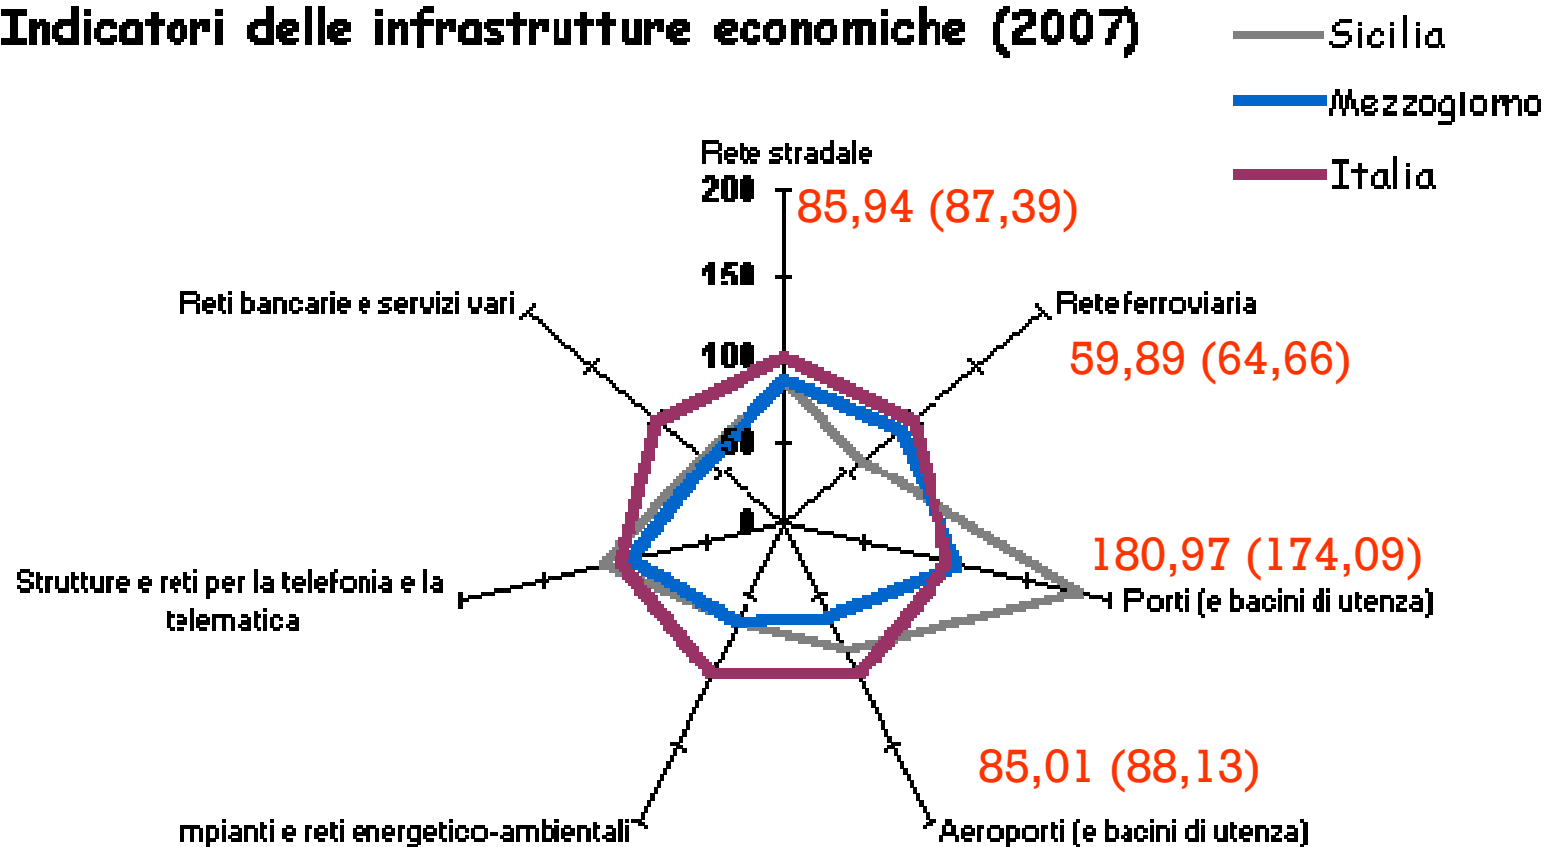 Indicatori delle infrastrutture economiche (2007)
Sicilia
Mezzogiorno
Italia
Rete stradale
200
85,94 (87,39)
150
100
50
0
Reti bancarie e servizi vari
Rete ferroviaria
59,89 (64,66)
180,97 (174,09)
Porti (e bacini di utenza)
Strutture e reti per la telefonia e la
telematica
85,01 (88,13)
mpianti e reti energetico-ambientali
Aeroporti (e bacini di utenza)